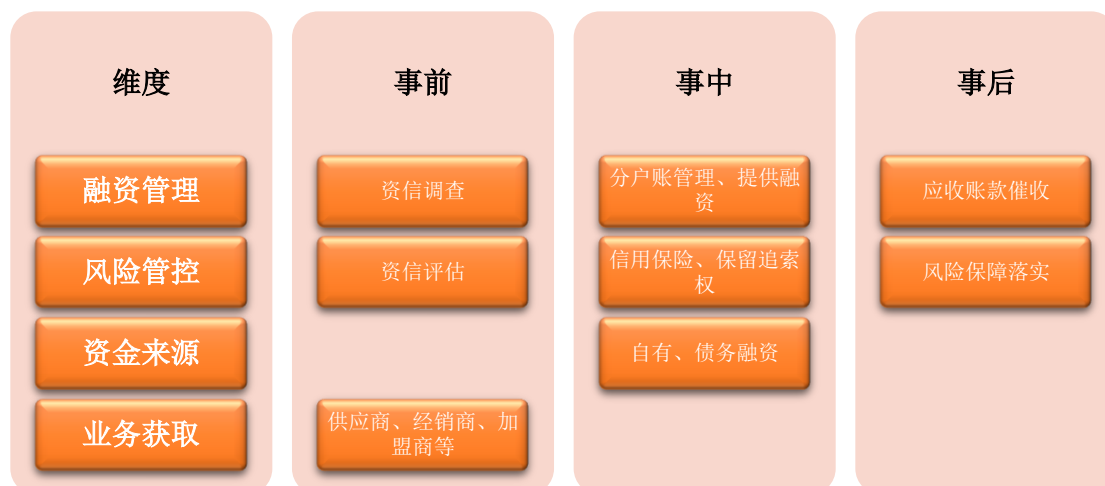 维度
事前
事中
事后
融资管理
资信调查
分户账管理、提供融
资
应收账款催收
风险管控
资信评估
信用保险、保留追索
权
风险保障落实
资金来源
自有、债务融资
业务获取
供应商、经销商、加
盟商等